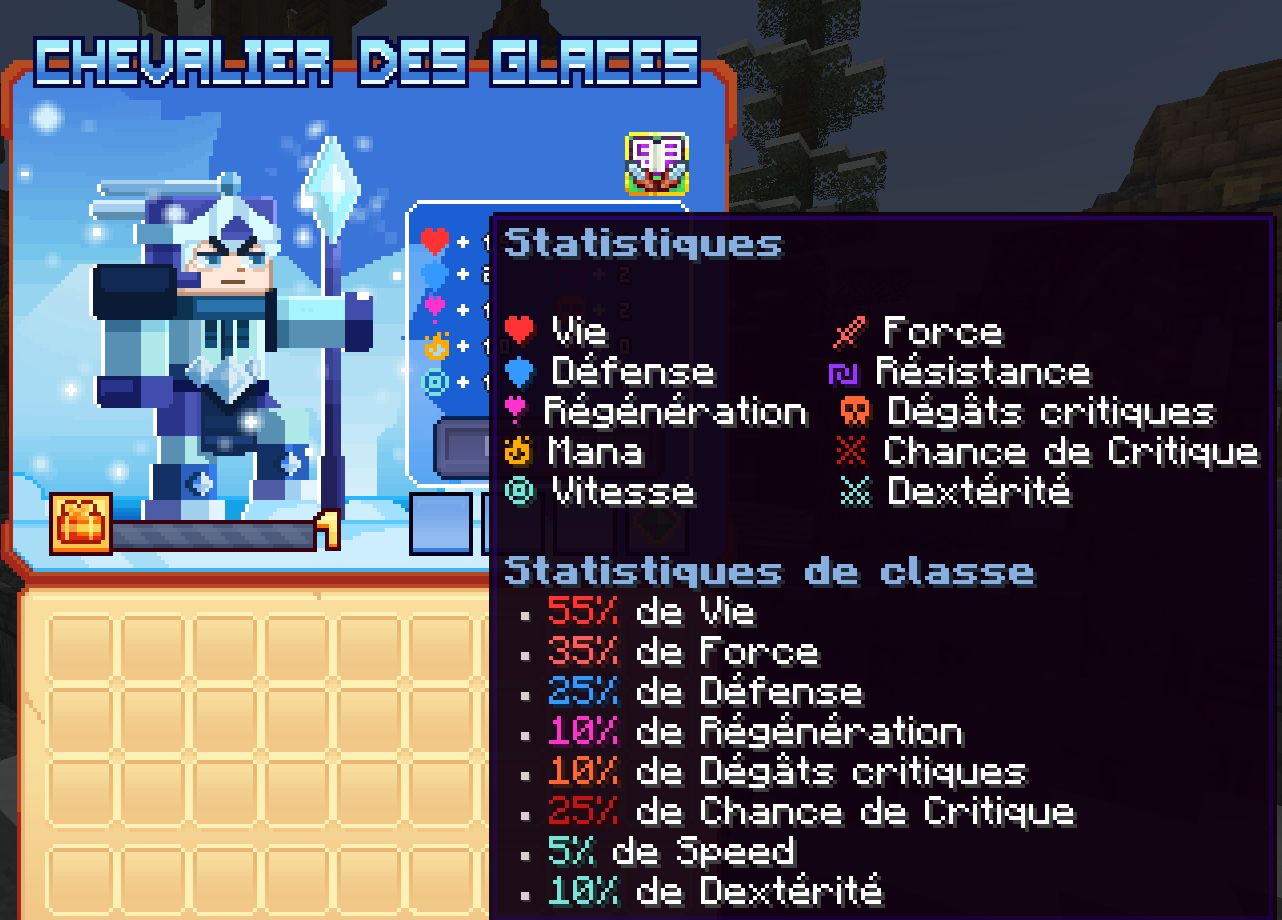 CHEVALIER DES GLACES
Statistiques
Vie
Force
Défense
Résistance
Régénération
Dégâts critiques
Mana
Chance de Critique
Vitesse
Dextérité
1
Statistiques de classe
55% de Vie
35% de Force
25% de Défense
10% de Régénération
10% de Dégâts critiques
25% de Chance de Critique
5% de Speed
10% de Dextérité